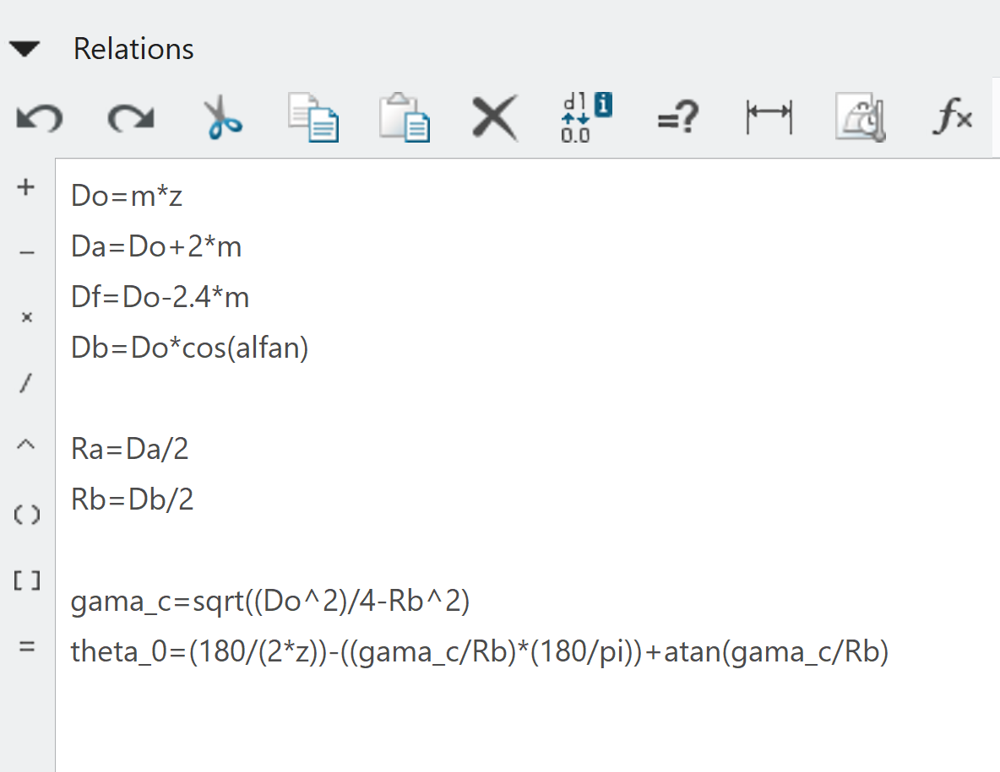 Relations
d1 i
0.0
=?
fx
+
Do=m*z
−
Da=Do+2*m
Df=Do-2.4*m
×
Db=Do*cos(alfan)
/
^
Ra=Da/2
( )
Rb=Db/2
[ ]
gama_c=sqrt((Do^2)/4-Rb^2)
=
theta_0=(180/(2*z))-((gama_c/Rb)*(180/pi))+atan(gama_c/Rb)